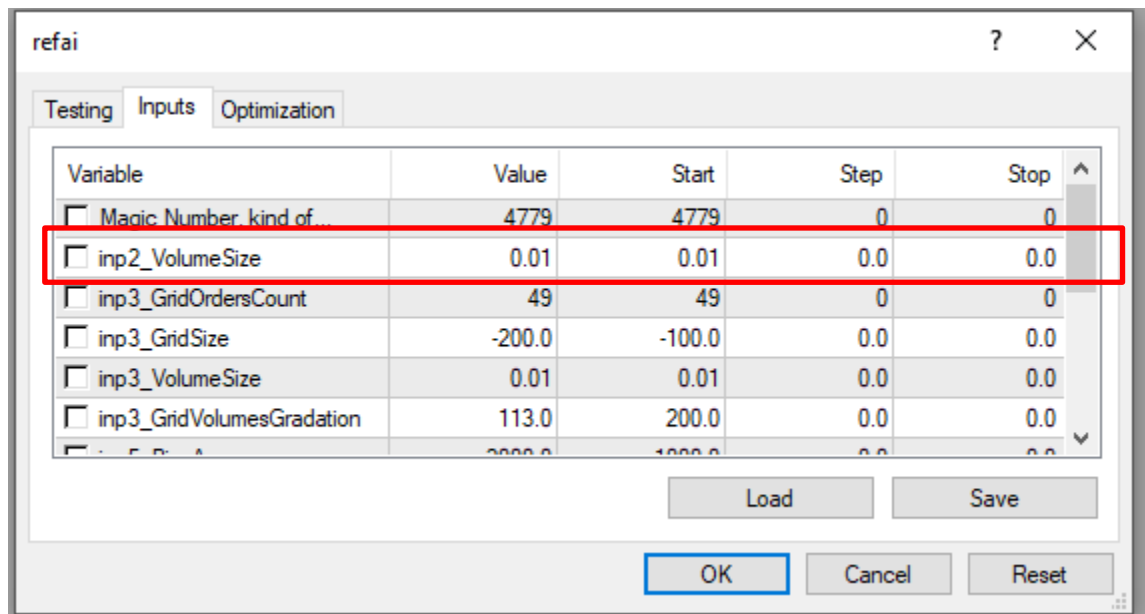 refai ?
Testing Inputs Optimization
Variable Value Start Step Stop
Magic Number, kind of... 4779 4779 0 0
inp2_VolumeSize 0.01 0.01 0.0 0.0
inp3_GridOrdersCount 49 49 0 0
inp3_GridSize -200.0 -100.0 0.0 0.0
inp3_VolumeSize 0.01 0.01 0.0 0.0
inp3_GridVolumesGradation 113.0 200.0 0.0 0.0
Load Save
OK Cancel Reset